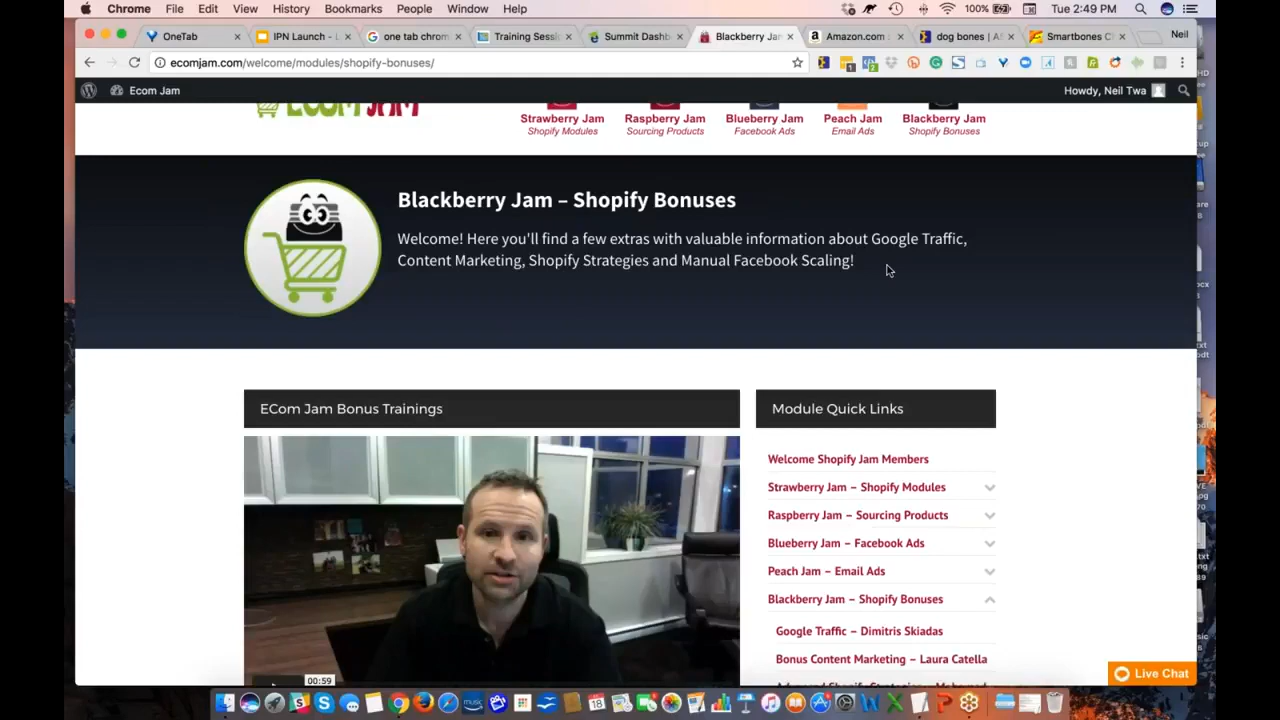 Chrome File Edit View History Bookmarks People Window Help 100% Tue 2:49 PM
OneTab IPN Launch - L one tab chrom Training Sessi Summit Dashb Blackberry Jam Amazon.com : dog bones | A Smartbones C Neil
ecomjam.com/welcome/modules/shopify-bonuses/
Ecom Jam Howdy, Neil Twa
ECOM JAM
Strawberry Jam Raspberry Jam Blueberry Jam Peach Jam Blackberry Jam
Shopify Modules Sourcing Products Facebook Ads Email Ads Shopify Bonuses
Blackberry Jam – Shopify Bonuses
Welcome! Here you'll find a few extras with valuable information about Google Traffic,
Content Marketing, Shopify Strategies and Manual Facebook Scaling!
ECom Jam Bonus Trainings
Module Quick Links
Welcome Shopify Jam Members
Strawberry Jam – Shopify Modules
Raspberry Jam – Sourcing Products
Blueberry Jam – Facebook Ads
Peach Jam – Email Ads
Blackberry Jam – Shopify Bonuses
Google Traffic – Dimitris Skiadas
Bonus Content Marketing – Laura Catella
00:59
Live Chat